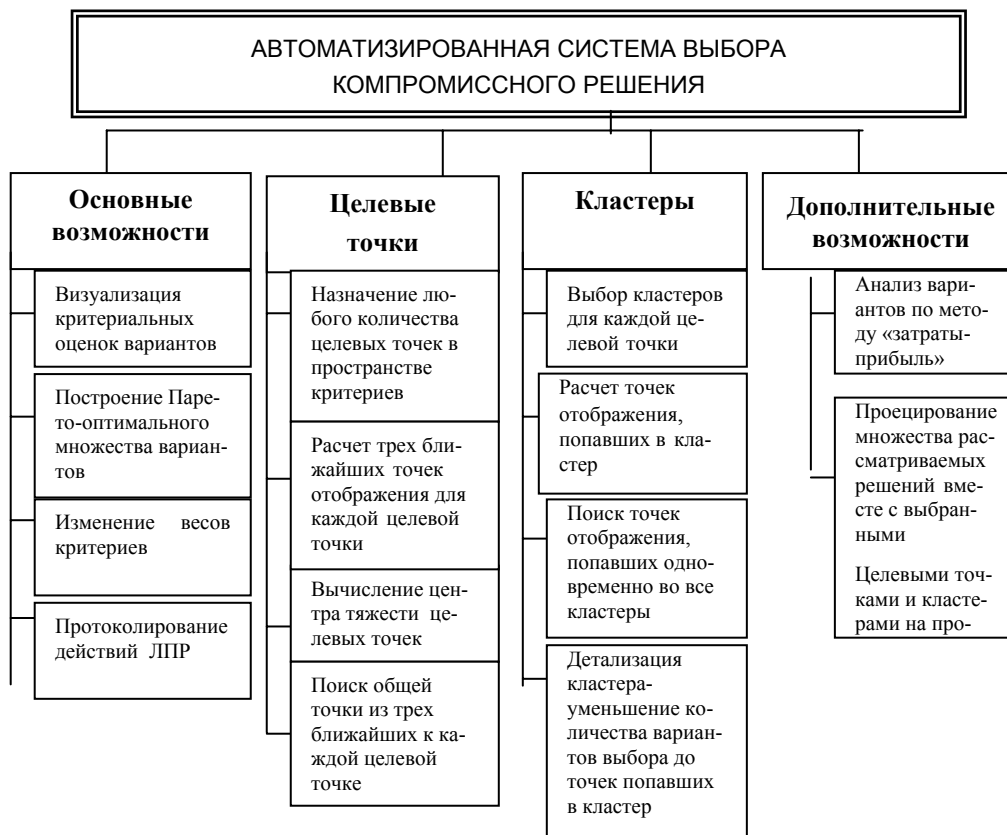 АВТОМАТИЗИРОВАННАЯ СИСТЕМА ВЫБОРА
КОМПРОМИССНОГО РЕШЕНИЯ
Основные
возможности
Визуализация
критериальных
оценок вариантов
Построение Паре-
то-оптимального
множества вариан-
тов
Изменение весов
критериев
Протоколирование
действий ЛПР
Целевые
точки
Назначение лю-
бого количества
целевых точек в
пространстве
критериев
Расчет трех бли-
жайших точек
отображения для
каждой целевой
точки
Вычисление цен-
тра тяжести целевых точек
Поиск общей
точки из трех
ближайших к каж-
дой целевой
точке
Кластеры
Выбор кластеров
для каждой це-
левой точки
Расчет точек
отображения,
попавших в кла-
стер
Поиск точек
отображения,
попавших одно-
временно во все
кластеры
Детализация
кластера-
уменьшение ко-
личества вариан-
тов выбора до
точек попавших
в кластер
Дополнительные
возможности
Анализ вари-
антов по мето-
ду «затраты-
прибыль»
Проецирование
множества рас-
сматриваемых
решений вме-
сте с выбран-
ными
Целевыми точ-
ками и класте-
рами на про-